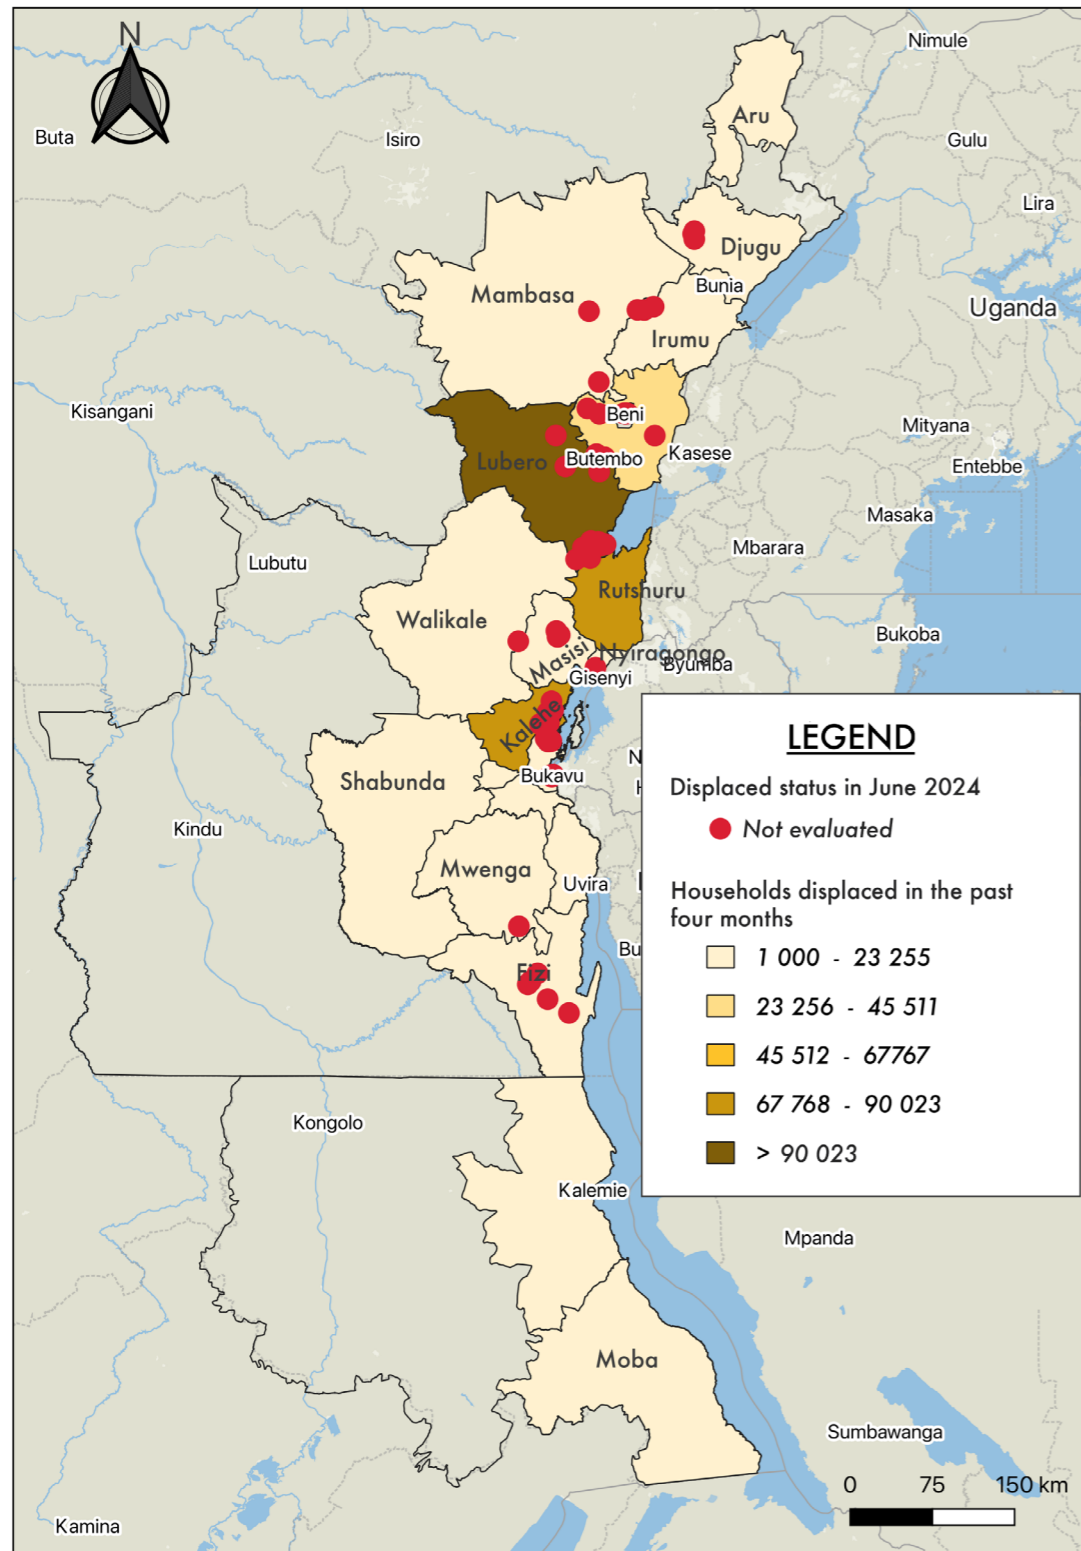 N
Nimule
Aru
Buta
Isiro
Gulu
Lira
Djugu
Bunia
Mambasa
Uganda
Irumu
Kisangani
Beni
Mityana
Kasese
Butembo
Lubero
Entebbe
Masaka
Mbarara
Lubutu
Rutshuru
Walikale
Bukoba
Masisi
Nyiragongo
Byumba
Gisenyi
Kalehe
Bukavu
Shabunda
Kindu
Mwenga
Uvira
Bu
Fizi
LEGEND
Displaced status in June 2024
Not evaluated
Households displaced in the past
four months
1 000 - 23 255
23 256 - 45 511
45 512 - 67767
67 768 - 90 023
> 90 023
Kongolo
Kalemie
Mpanda
Moba
Sumbawanga
0 75 150 km
Kamina